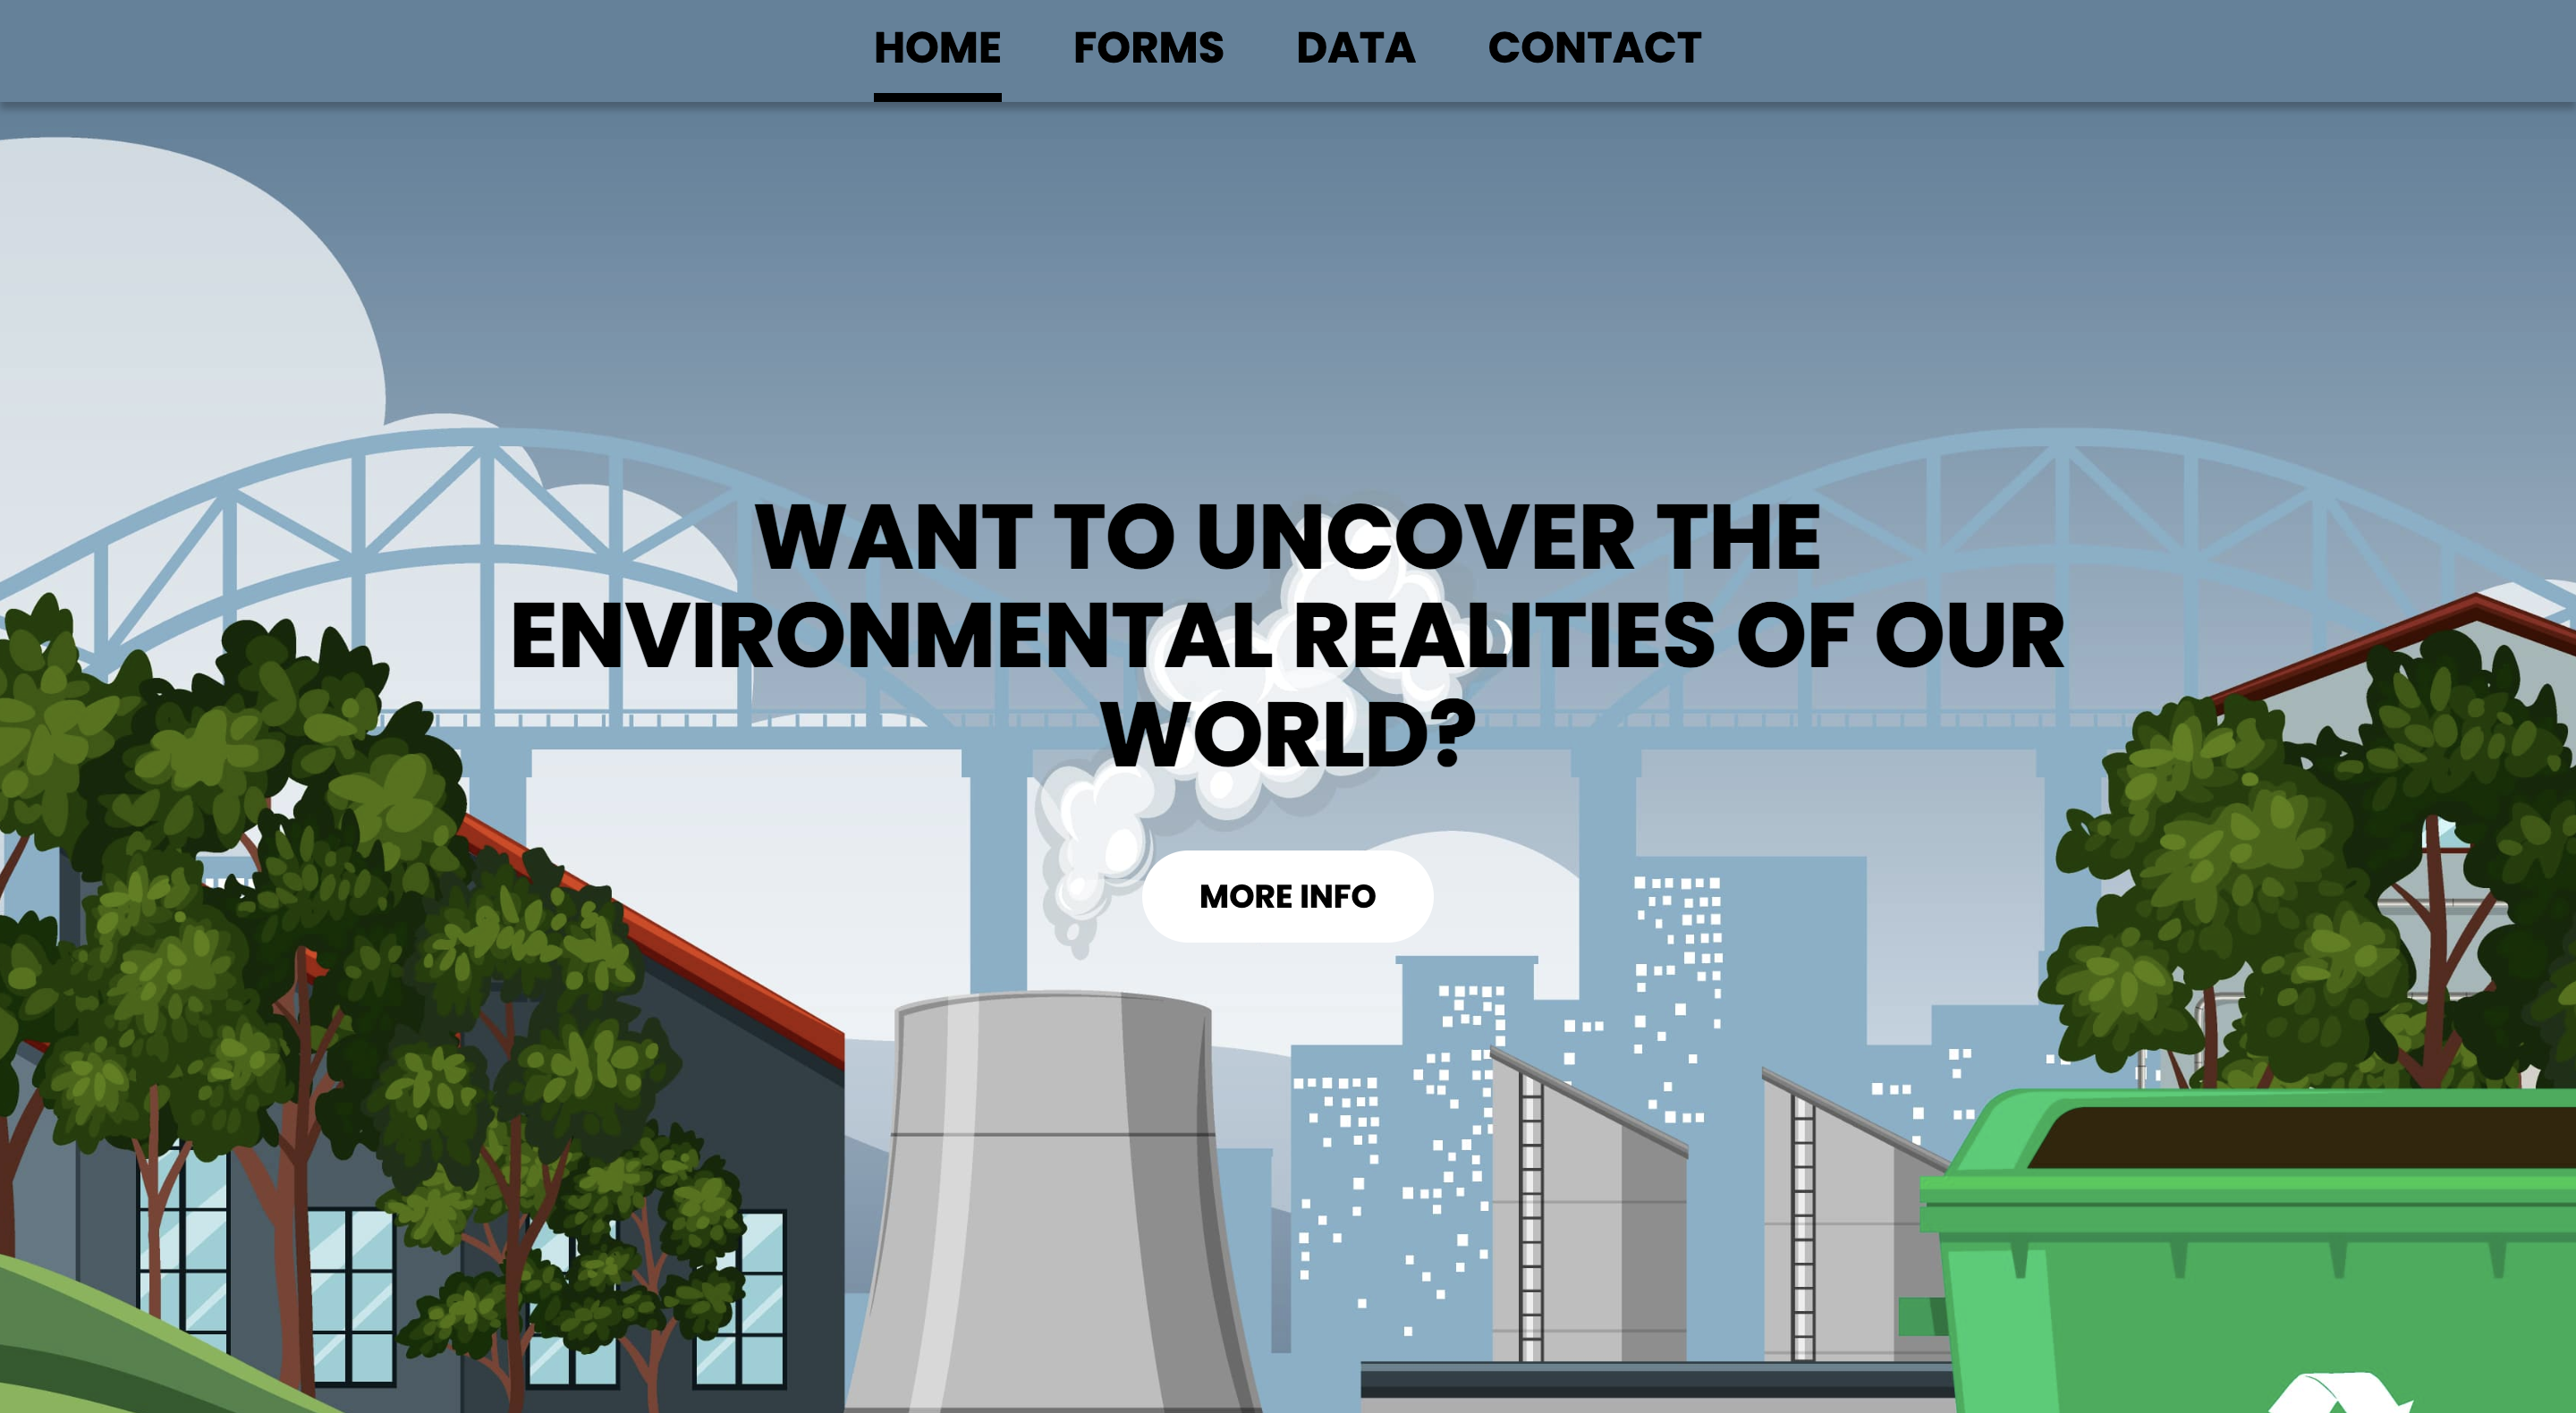 HOME FORMS DATA CONTACT
WANT TO UNCOVER THE
ENVIRONMENTAL REALITIES OF OUR
WORLD?
MORE INFO